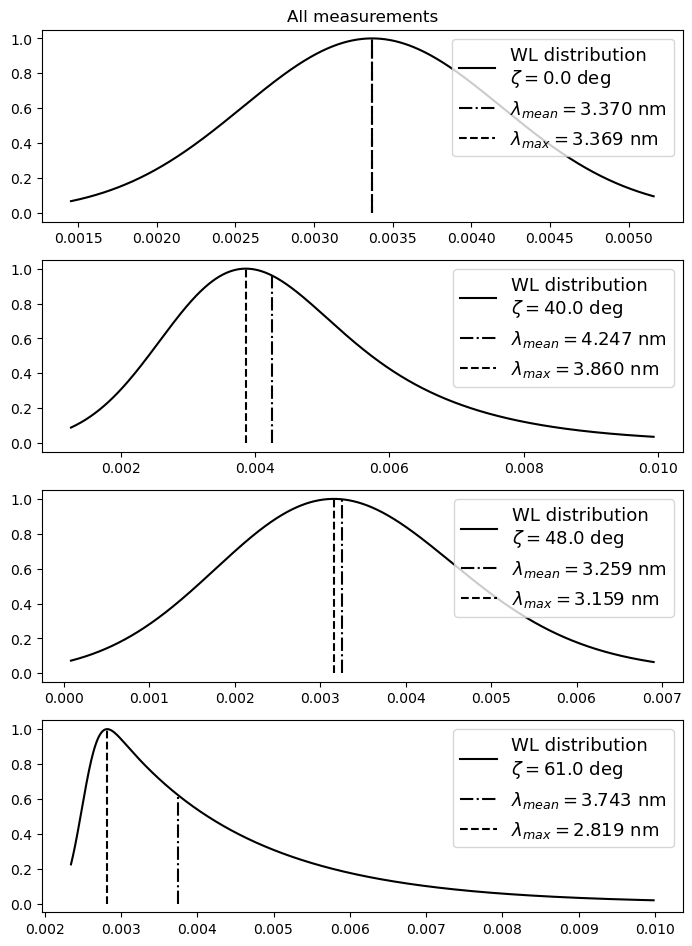 All measurements
1.0
0.8
0.6
0.4
0.2
0.0
WL distribution
ζ = 0.0 deg
λmean = 3.370 nm
λmax = 3.369 nm
0.0015 0.0020 0.0025 0.0030 0.0035 0.0040 0.0045 0.0050
1.0
0.8
0.6
0.4
0.2
0.0
WL distribution
ζ = 40.0 deg
λmean = 4.247 nm
λmax = 3.860 nm
0.002 0.004 0.006 0.008 0.010
1.0
0.8
0.6
0.4
0.2
0.0
WL distribution
ζ = 48.0 deg
λmean = 3.259 nm
λmax = 3.159 nm
0.000 0.001 0.002 0.003 0.004 0.005 0.006 0.007
1.0
0.8
0.6
0.4
0.2
0.0
WL distribution
ζ = 61.0 deg
λmean = 3.743 nm
λmax = 2.819 nm
0.002 0.003 0.004 0.005 0.006 0.007 0.008 0.009 0.010